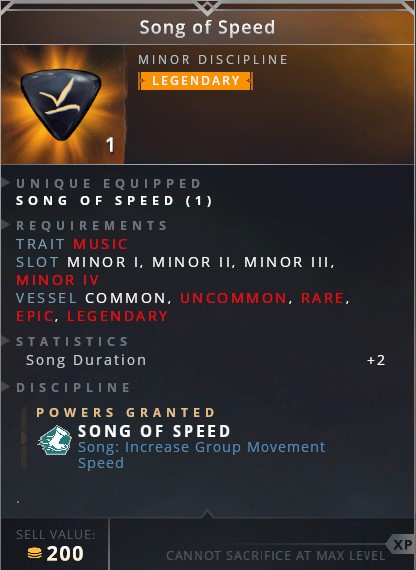 Song of Speed
MINOR DISCIPLINE
LEGENDARY
1
UNIQUE EQUIPPED
SONG OF SPEED (1)
REQUIREMENTS
TRAIT MUSIC
SLOT MINOR I, MINOR II, MINOR III,
MINOR IV
VESSEL COMMON, UNCOMMON, RARE,
EPIC, LEGENDARY
STATISTICS
Song Duration +2
DISCIPLINE
POWERS GRANTED
SONG OF SPEED
Song: Increase Group Movement
Speed
.
SELL VALUE:
200
CANNOT SACRIFICE AT MAX LEVEL
XP